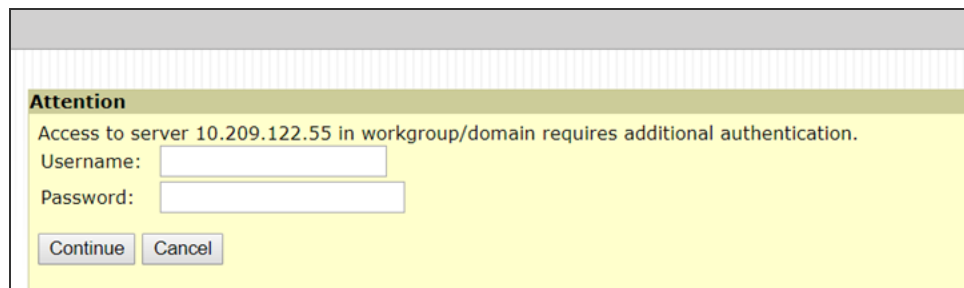 Attention
Access to server 10.209.122.55 in workgroup/domain requires additional authentication.
Username:
Password:
Continue Cancel